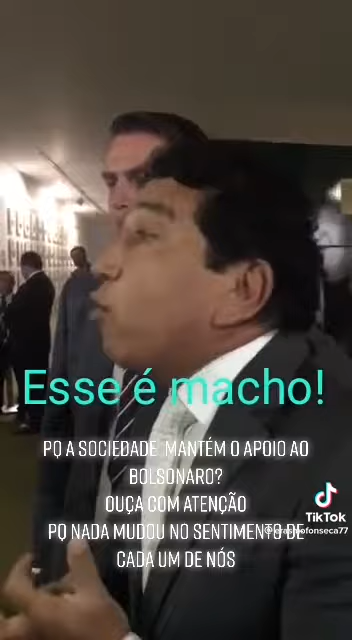 Esse é macho!
PQ A SOCIEDADE MANTÉM O APOIO AO
BOLSONARO?
OUÇA COM ATENÇÃO
PQ NADA MUDOU NO SENTIMENTO DE
CADA UM DE NÓS
TikTok